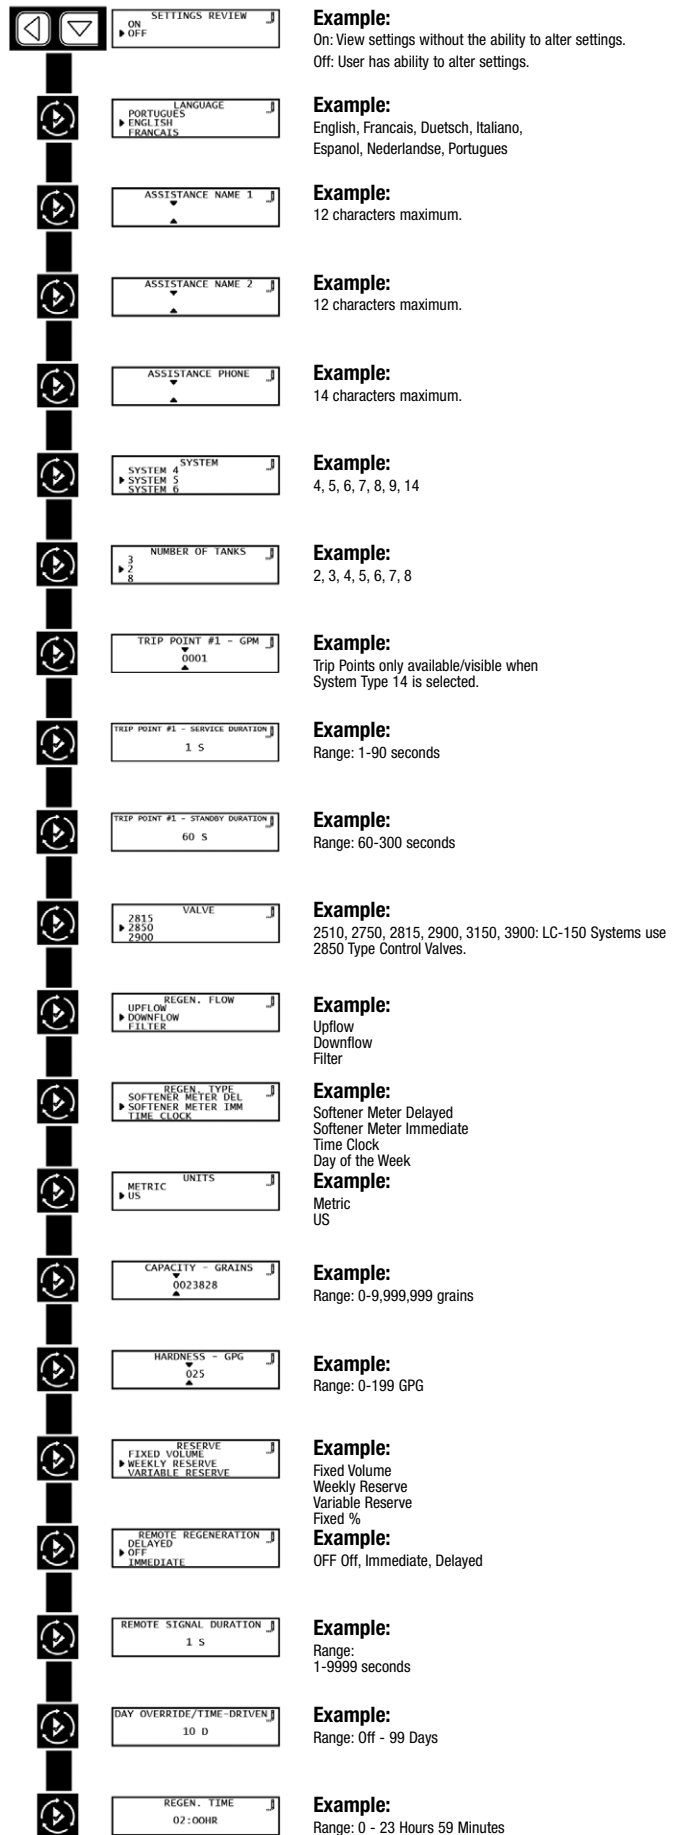 SETTINGS REVIEW
ON
OFF
Example:
On: View settings without the ability to alter settings.
Off: User has ability to alter settings.
LANGUAGE
PORTUGUES
ENGLISH
FRANCAIS
Example:
English, Francais, Duetsch, Italiano,
Espanol, Nederlandse, Portugues
ASSISTANCE NAME 1
Example:
12 characters maximum.
ASSISTANCE NAME 2
Example:
12 characters maximum.
ASSISTANCE PHONE
Example:
14 characters maximum.
SYSTEM
SYSTEM 4
SYSTEM 5
SYSTEM 6
Example:
4, 5, 6, 7, 8, 9, 14
NUMBER OF TANKS
3
2
8
Example:
2, 3, 4, 5, 6, 7, 8
TRIP POINT #1 - GPM
0001
Example:
Trip Points only available/visible when
System Type 14 is selected.
TRIP POINT #1 - SERVICE DURATION
1 S
Example:
Range: 1-90 seconds
TRIP POINT #1 - STANDBY DURATION
60 S
Example:
Range: 60-300 seconds
VALVE
2815
2850
2900
Example:
2510, 2750, 2815, 2900, 3150, 3900: LC-150 Systems use
2850 Type Control Valves.
REGEN. FLOW
UPFLOW
DOWNFLOW
FILTER
Example:
Upflow
Downflow
Filter
REGEN. TYPE
SOFTENER METER DEL
SOFTENER METER IMM
TIME CLOCK
Example:
Softener Meter Delayed
Softener Meter Immediate
Time Clock
Day of the Week
UNITS
METRIC
US
Example:
Metric
US
CAPACITY - GRAINS
0023828
Example:
Range: 0-9,999,999 grains
HARDNESS - GPG
025
Example:
Range: 0-199 GPG
RESERVE
FIXED VOLUME
WEEKLY RESERVE
VARIABLE RESERVE
Example:
Fixed Volume
Weekly Reserve
Variable Reserve
Fixed %
REMOTE REGENERATION
DELAYED
OFF
IMMEDIATE
Example:
OFF Off, Immediate, Delayed
REMOTE SIGNAL DURATION
1 S
Example:
Range:
1-9999 seconds
DAY OVERRIDE/TIME-DRIVEN
10 D
Example:
Range: Off - 99 Days
REGEN. TIME
02:00HR
Example:
Range: 0 - 23 Hours 59 Minutes